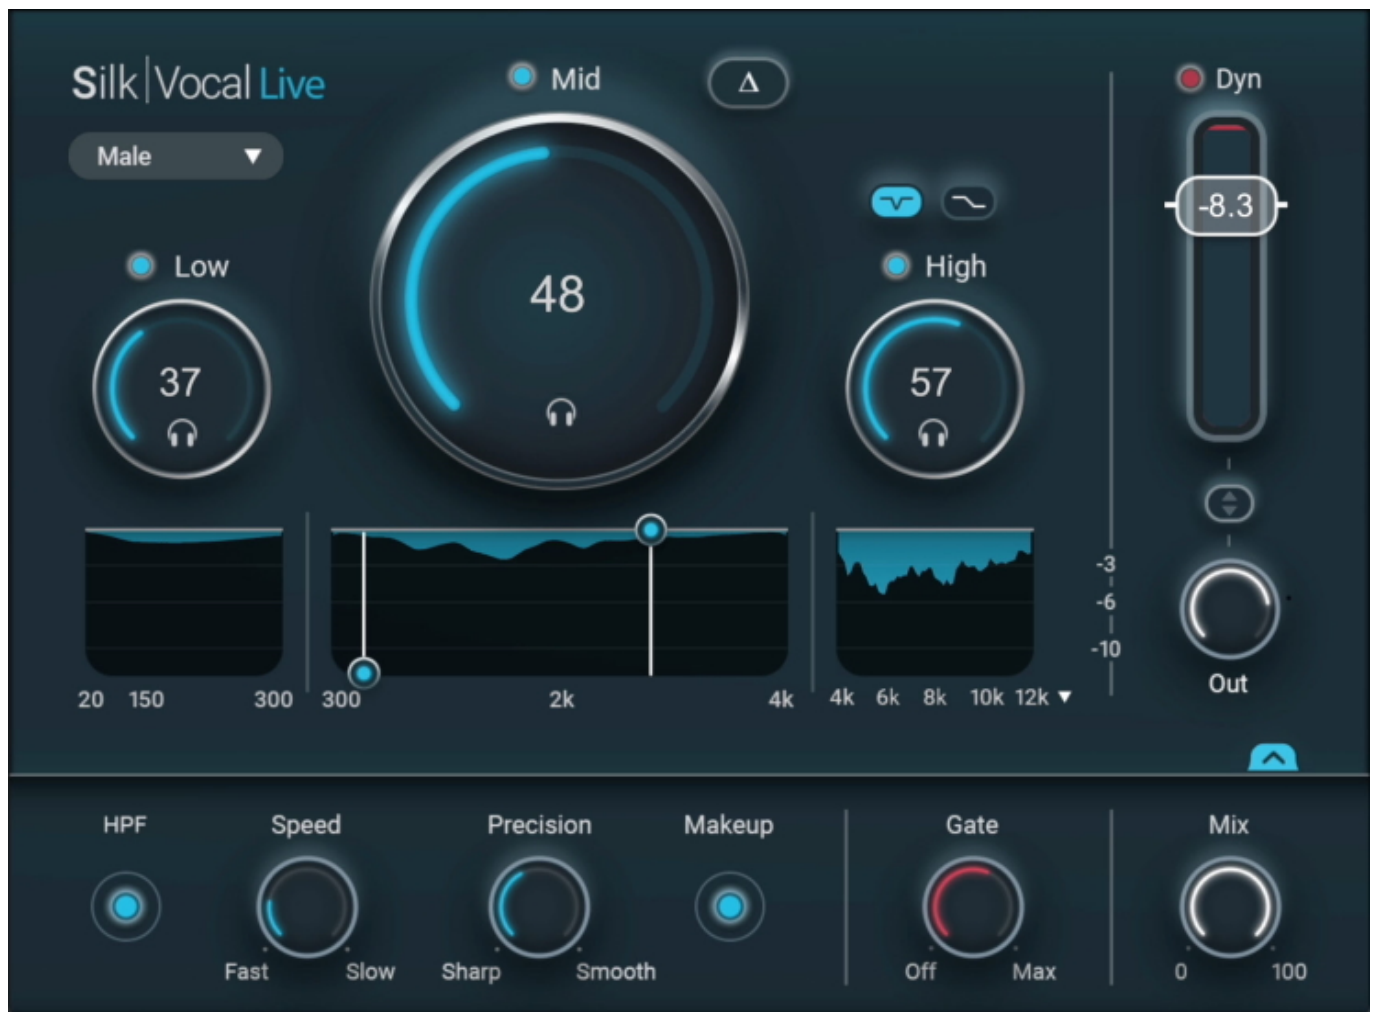 Silk|Vocal Live
Mid
Δ
Dyn
Male
-8.3
Low
High
48
37
57
-3
-6
-10
20 150 300
300 2k 4k
4k 6k 8k 10k 12k
Out
HPF
Speed
Precision
Makeup
Gate
Mix
Fast Slow
Sharp Smooth
Off Max
0 100